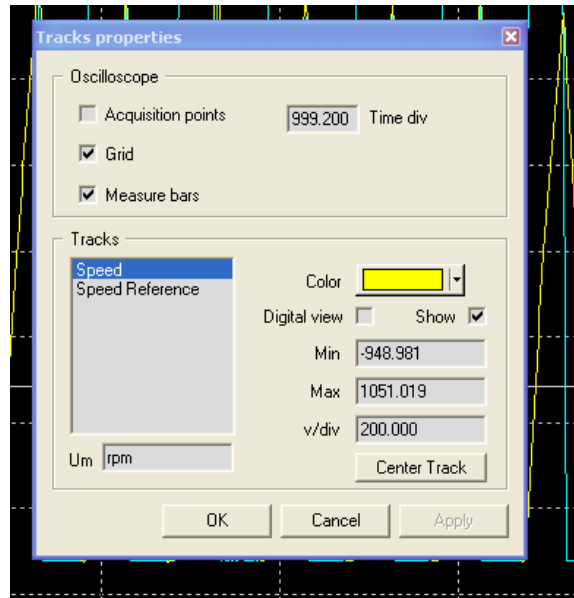 Tracks properties
Oscilloscope
Acquisition points
999.200 Time div
Grid
Measure bars
Tracks
Speed
Speed Reference
Color
Digital view Show
Min -948.981
Max 1051.019
v/div 200.000
Um rpm
Center Track
OK Cancel Apply